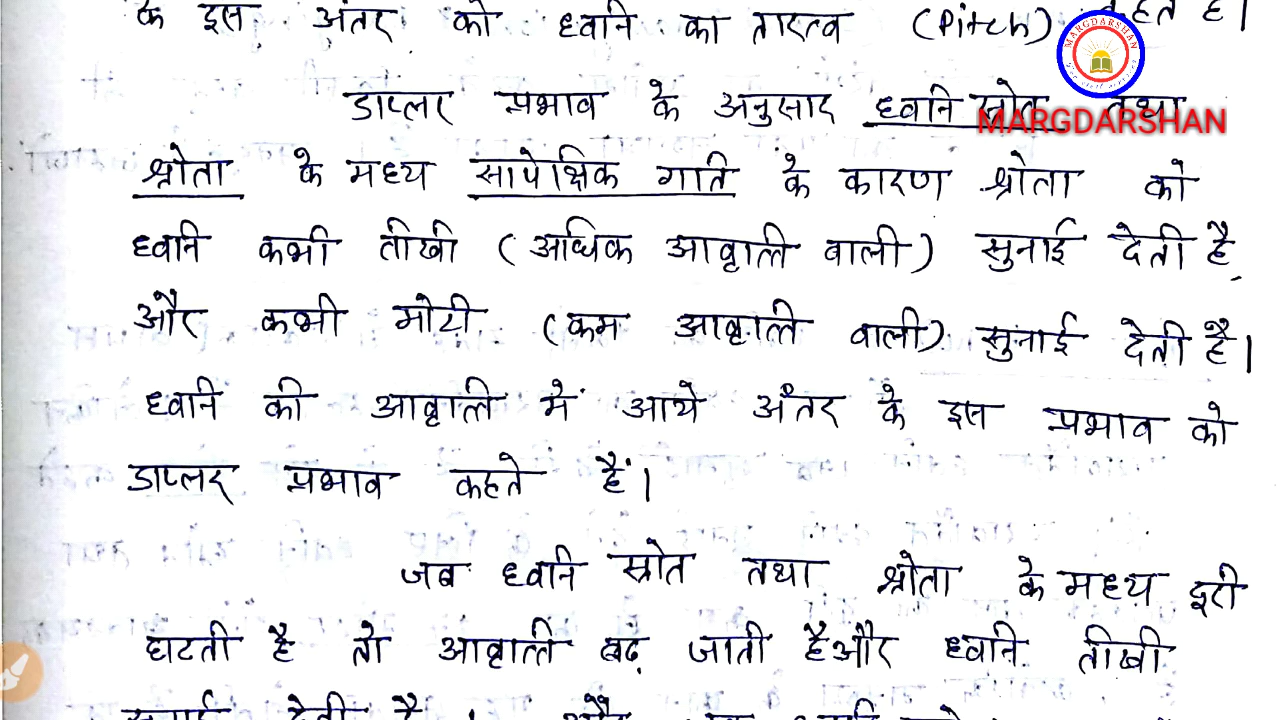 के इस अंतर को ध्वनि का तारत्व (Pitch) कहते है।
MARGDARSHAN
डाप्लर प्रभाव के अनुसार ध्वनि स्रोत तथा
MARGDARSHAN
श्रोता के मध्य सापेक्षिक गति के कारण श्रोता को
ध्वनि कभी तीखी (अधिक आवृत्ति वाली) सुनाई देती है
और कभी मोटी (कम आवृत्ति वाली) सुनाई देती है।
ध्वनि की आवृत्ति में आये अंतर के इस प्रभाव को
डाप्लर प्रभाव कहते हैं।
जब ध्वनि स्रोत तथा श्रोता के मध्य दूरी
घटती है तो आवृत्ति बढ़ जाती है और ध्वनि तीखी
सुनाई देती है।